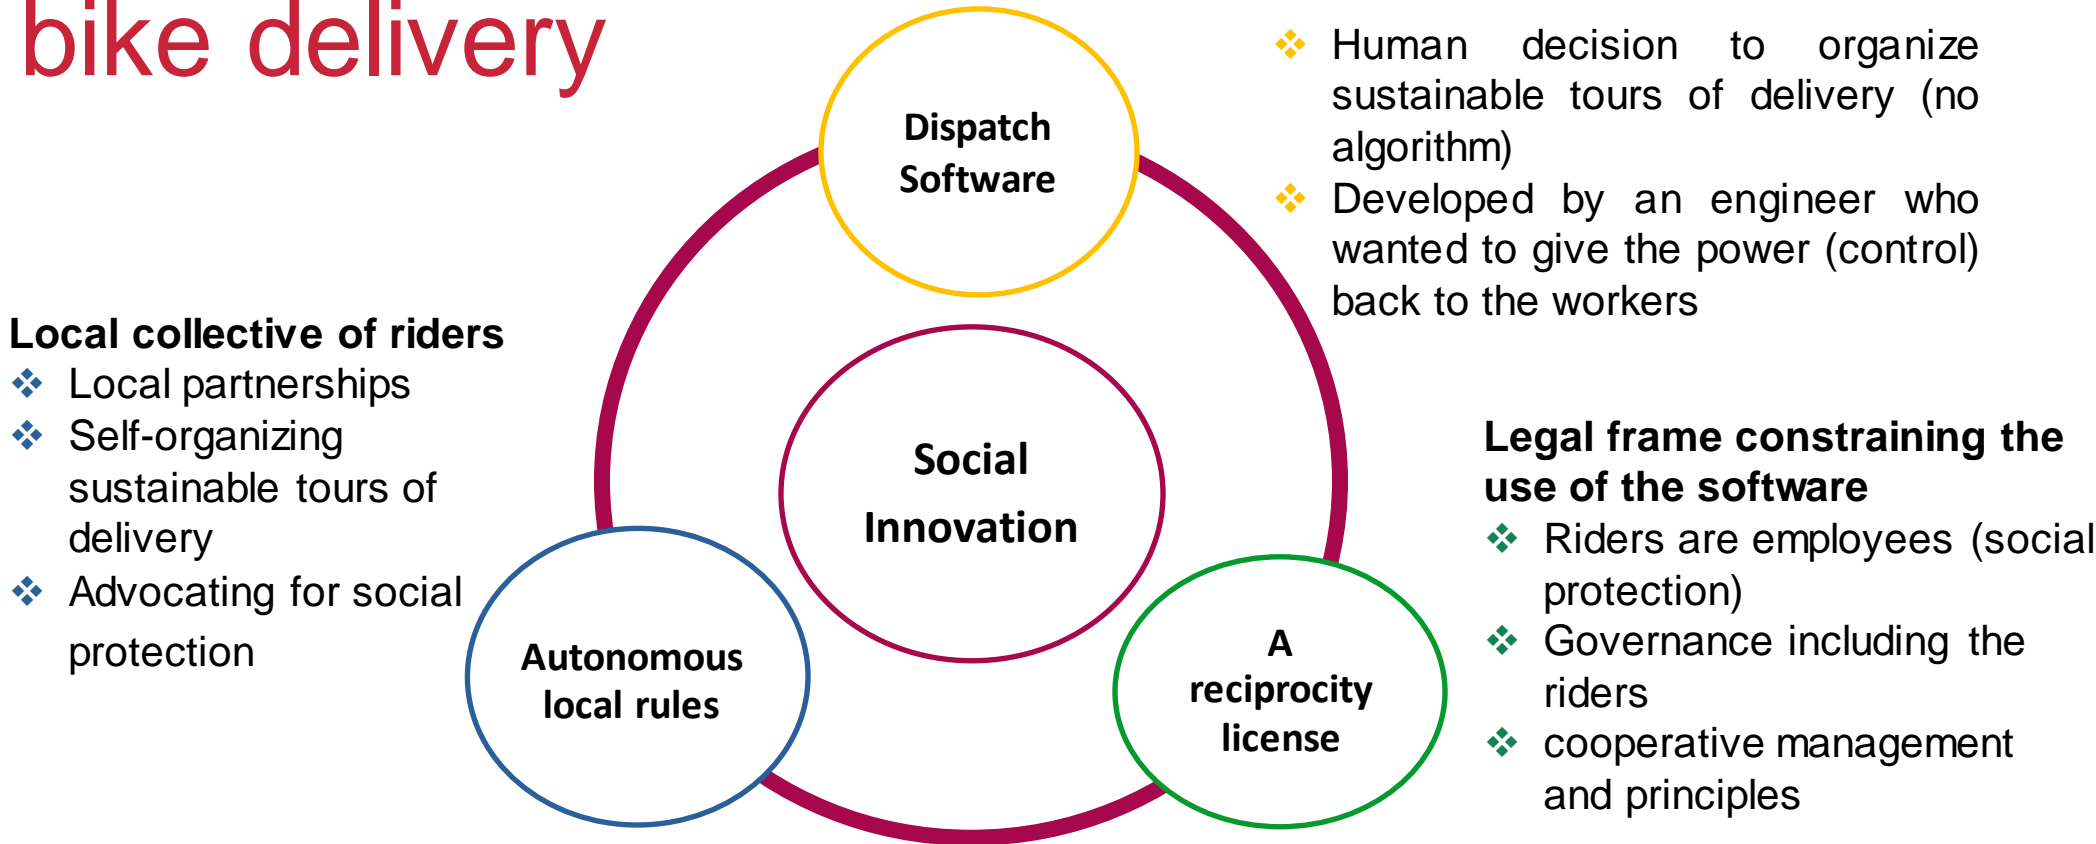 bike delivery
Dispatch
Software
❖ Human decision to organize
sustainable tours of delivery (no
algorithm)
❖ Developed by an engineer who
wanted to give the power (control)
back to the workers
Local collective of riders
❖ Local partnerships
❖ Self-organizing
sustainable tours of
delivery
❖ Advocating for social
protection
Social
Innovation
Legal frame constraining the
use of the software
❖ Riders are employees (social
protection)
❖ Governance including the
riders
❖ cooperative management
and principles
Autonomous
local rules
A
reciprocity
license